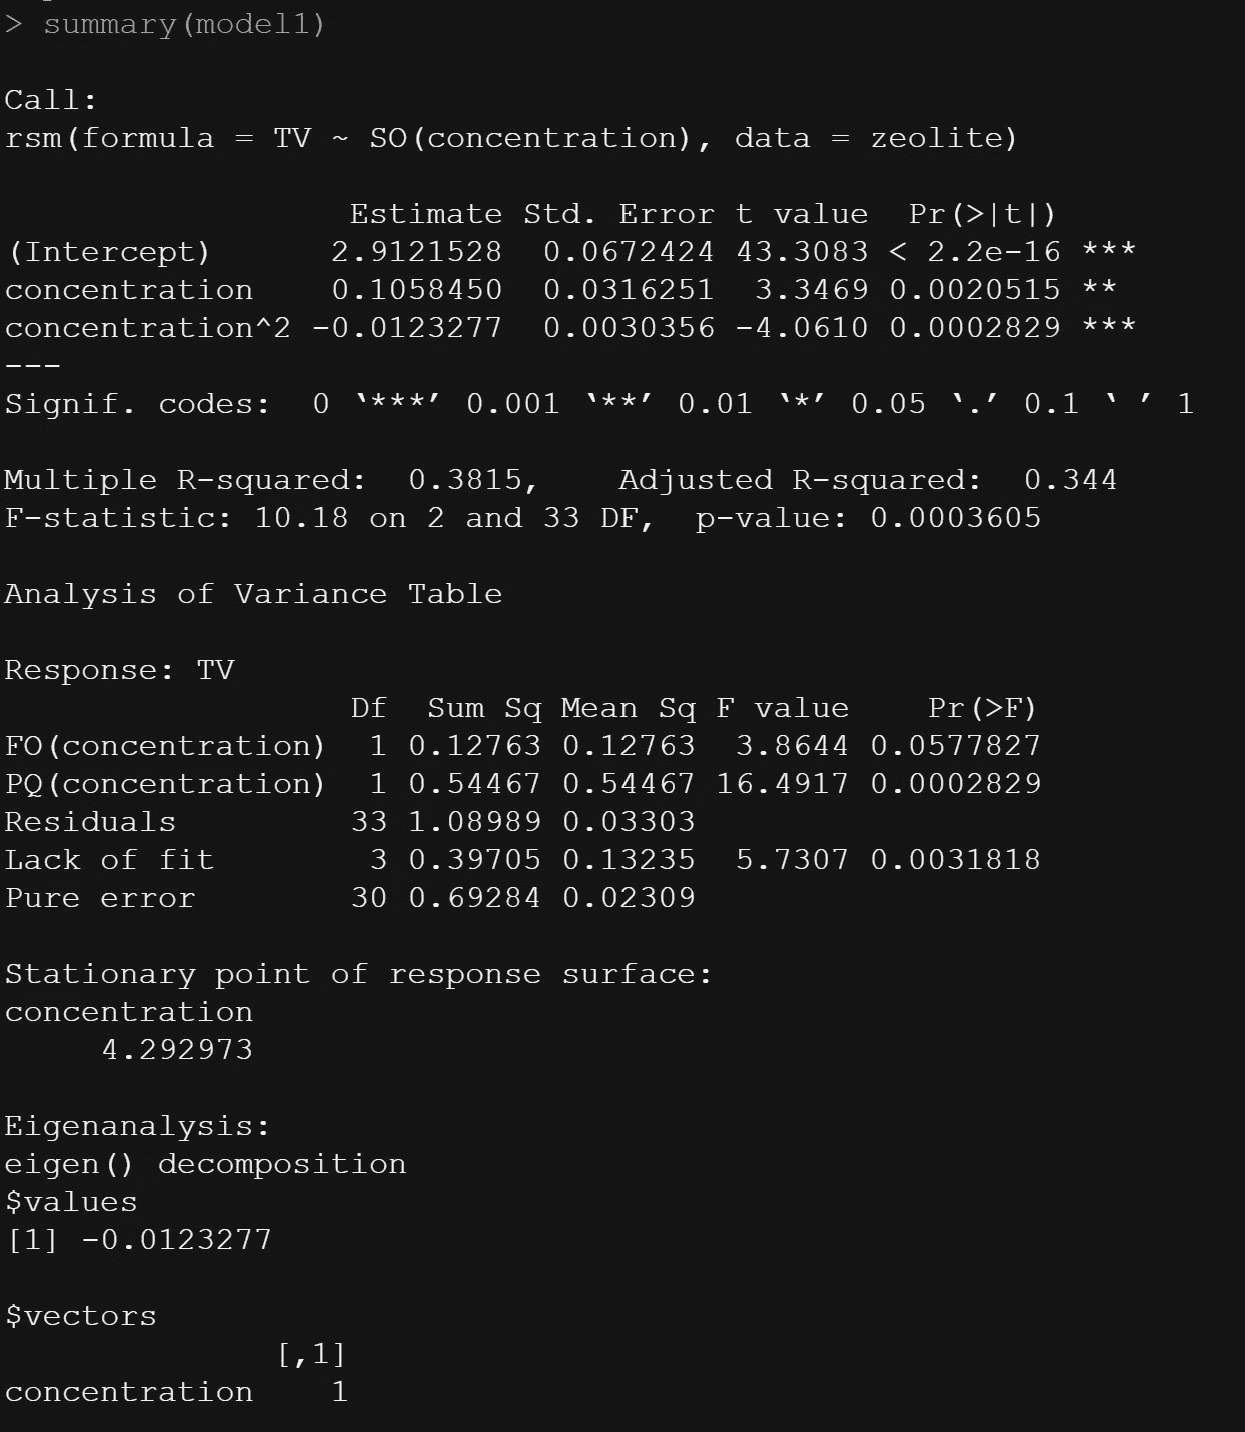 > summary(model1)
Call:
rsm(formula = TV ~ SO(concentration), data = zeolite)
Estimate Std. Error t value Pr(>|t|)
(Intercept) 2.9121528 0.0672424 43.3083 < 2.2e-16 ***
concentration 0.1058450 0.0316251 3.3469 0.0020515 **
concentration^2 -0.0123277 0.0030356 -4.0610 0.0002829 ***
---
Signif. codes: 0 ‘***’ 0.001 ‘**’ 0.01 ‘*’ 0.05 ‘.’ 0.1 ‘ ’ 1
Multiple R-squared: 0.3815, Adjusted R-squared: 0.344
F-statistic: 10.18 on 2 and 33 DF, p-value: 0.0003605
Analysis of Variance Table
Response: TV
Df Sum Sq Mean Sq F value Pr(>F)
FO(concentration) 1 0.12763 0.12763 3.8644 0.0577827
PQ(concentration) 1 0.54467 0.54467 16.4917 0.0002829
Residuals 33 1.08989 0.03303
Lack of fit 3 0.39705 0.13235 5.7307 0.0031818
Pure error 30 0.69284 0.02309
Stationary point of response surface:
concentration
4.292973
Eigenanalysis:
eigen() decomposition
$values
[1] -0.0123277
$vectors
[,1]
concentration 1